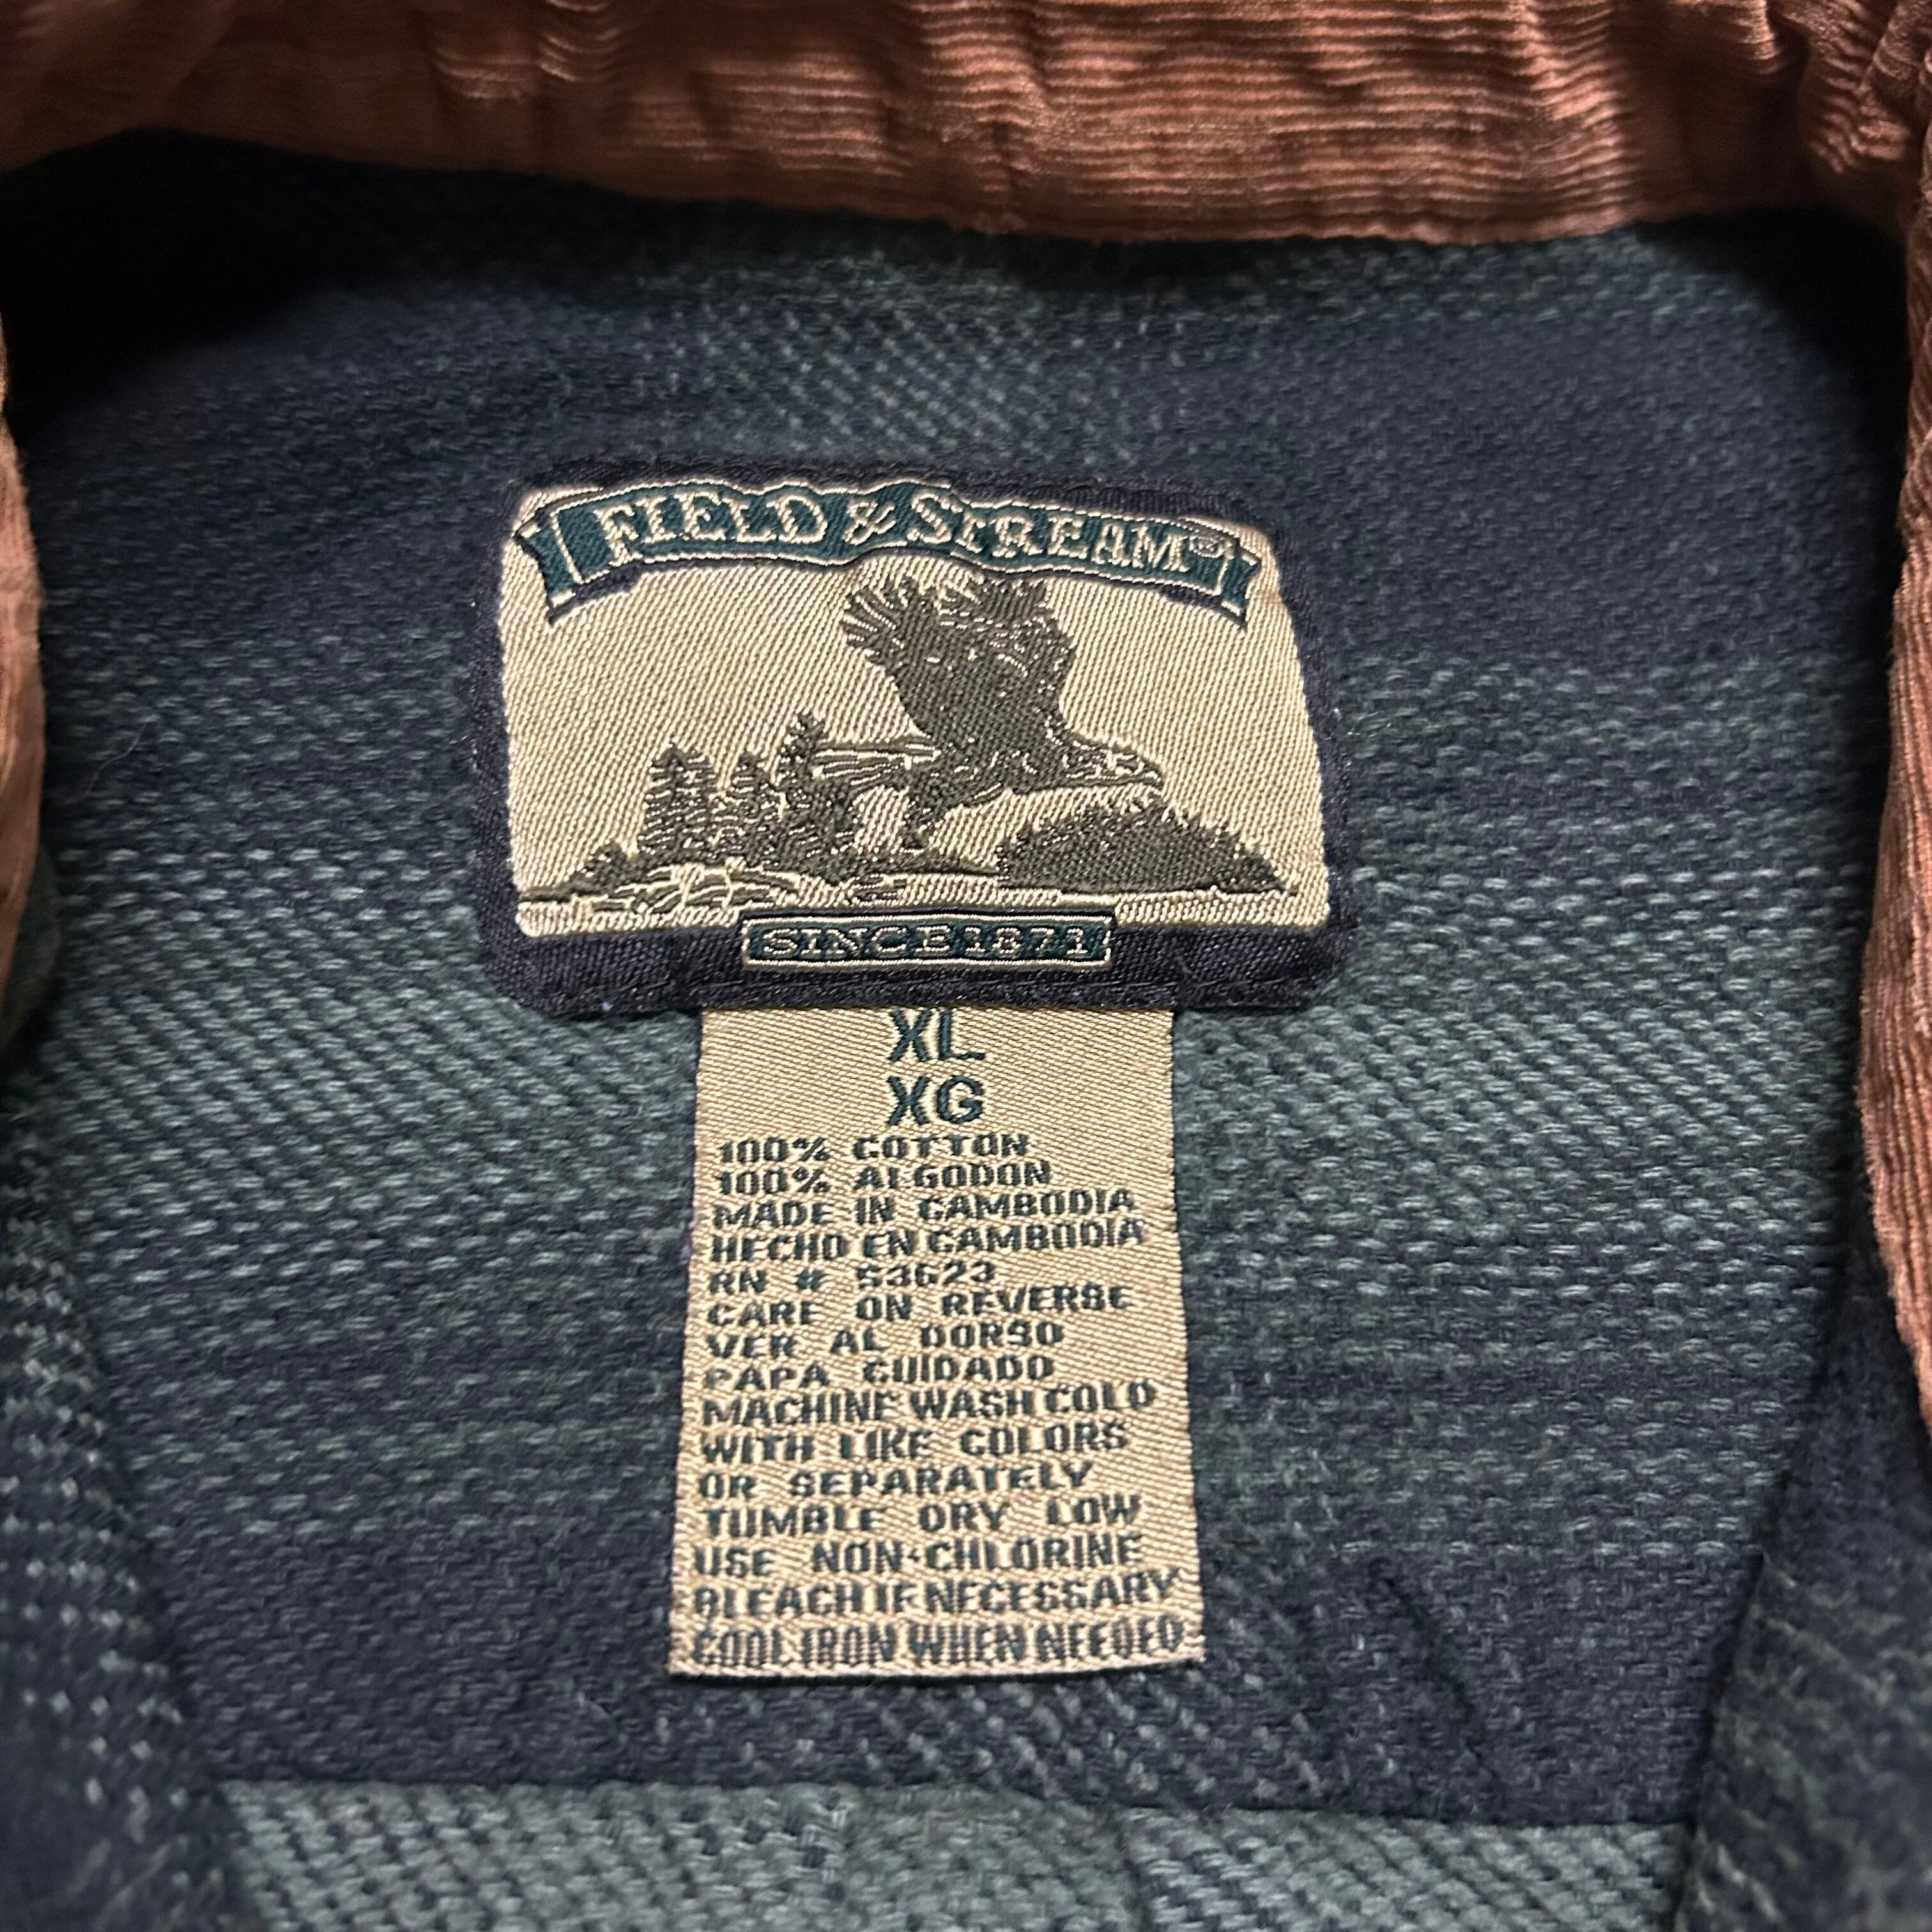 FIELD & STREAM
SINCE 1871
XL
XG
100% COTTON
100% ALGODON
MADE IN CAMBODIA
HECHO EN CAMBODIA
RN # 53623
CARE ON REVERSE
VER AL DORSO
PAPA CUIDADO
MACHINE WASH COLD
WITH LIKE COLORS
OR SEPARATELY
TUMBLE DRY LOW
USE NON-CHLORINE
BLEACH IF NECESSARY
COOL IRON WHEN NEEDED